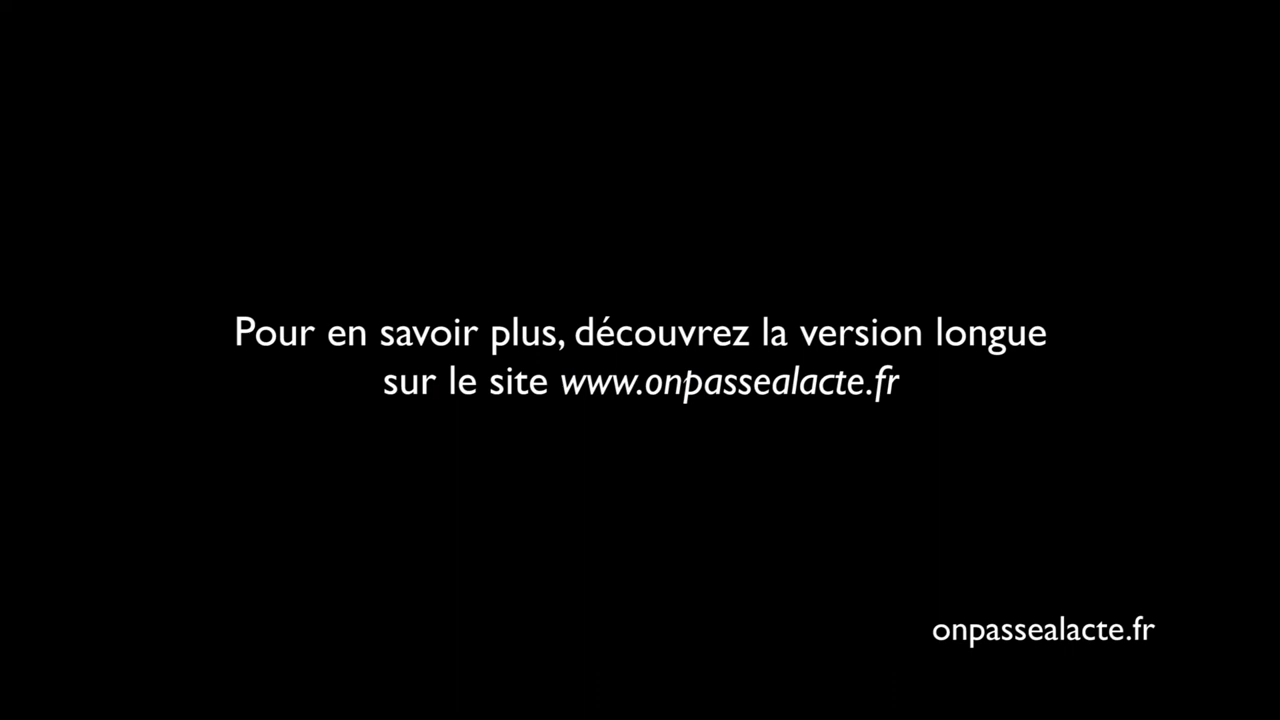 Pour en savoir plus, découvrez la version longue
sur le site www.onpassealacte.fr
onpassealacte.fr